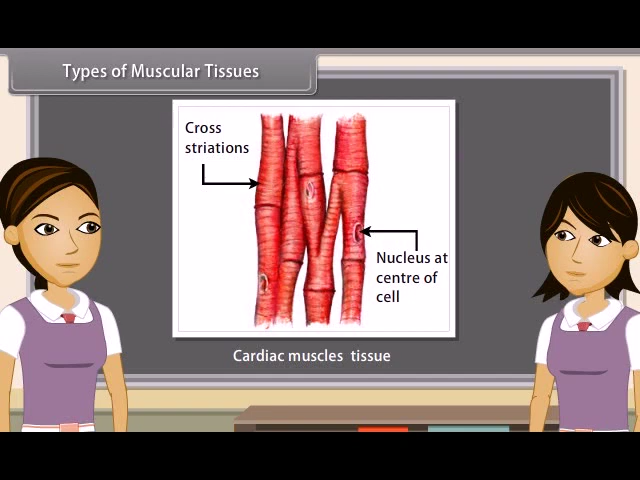 Types of Muscular Tissues
Cross
striations
Nucleus at
centre of
cell
Cardiac muscles tissue